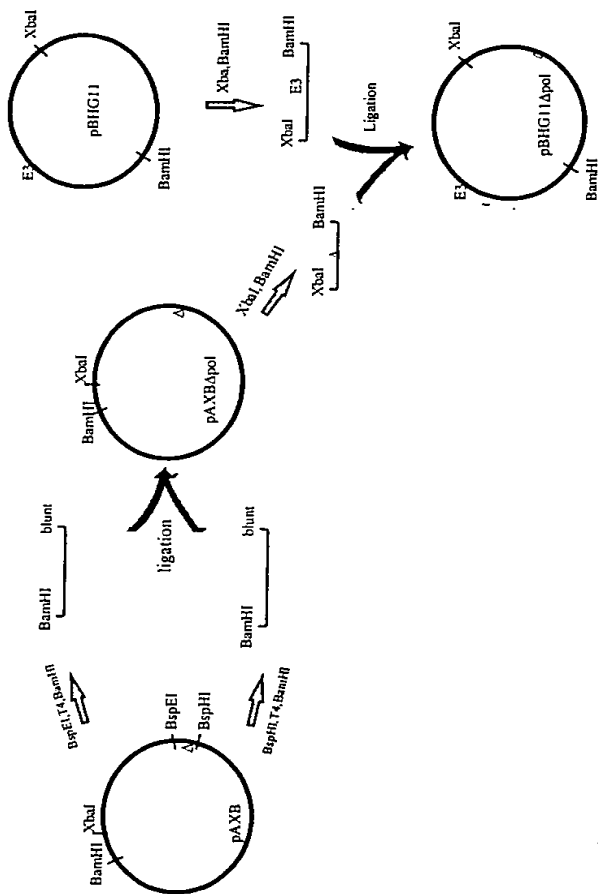 BamHI
XbaI
BspEI
Δ
BspHI
pAXB
BspEI,T4,BamHI
BspHI,T4,BamHI
BamHI blunt
ligation
BamHI blunt
BamHI
XbaI
Δ
pAXBΔpol
XbaI,BamHI
XbaI Δ BamHI
XbaI
E3
pBHG11
BamHI
Xba,BamHI
XbaI E3 BamHI
Ligation
XbaI
E3
pBHG11Δpol
BamHI